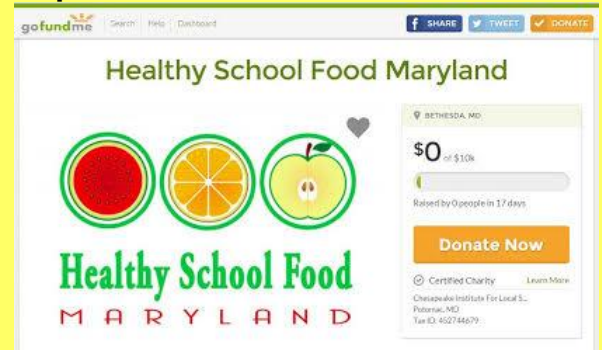 gofundme Search Help Dashboard SHARE TWEET DONATE
Healthy School Food Maryland
BETHESDA, MD
$0 of $10k
Raised by 0 people in 17 days
Donate Now
Certified Charity Learn More
Chesapeake Institute For Local S...
Potomac, MD
Tax ID: 452744679
Healthy School Food
MARYLAND